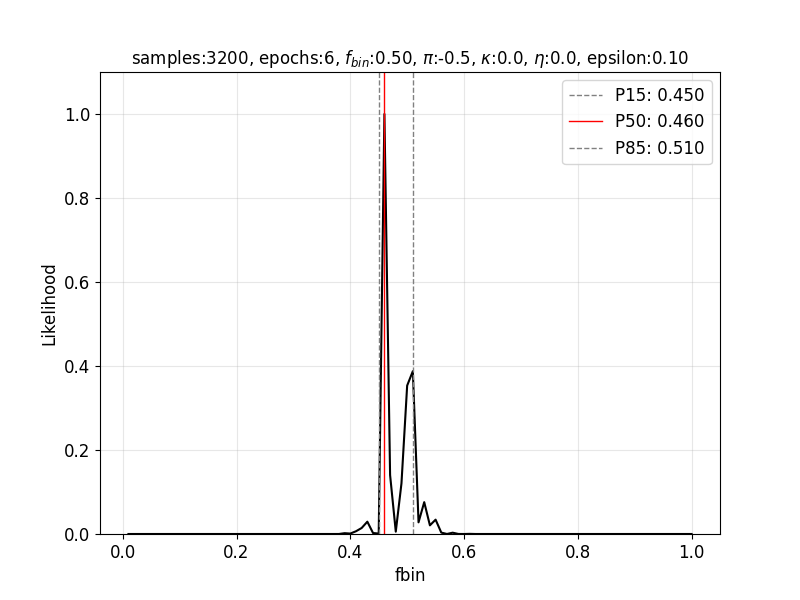 samples:3200, epochs:6, f_bin:0.50, π:-0.5, κ:0.0, η:0.0, epsilon:0.10
P15: 0.450
P50: 0.460
P85: 0.510
Likelihood
1.0
0.8
0.6
0.4
0.2
0.0
0.0 0.2 0.4 0.6 0.8 1.0
fbin